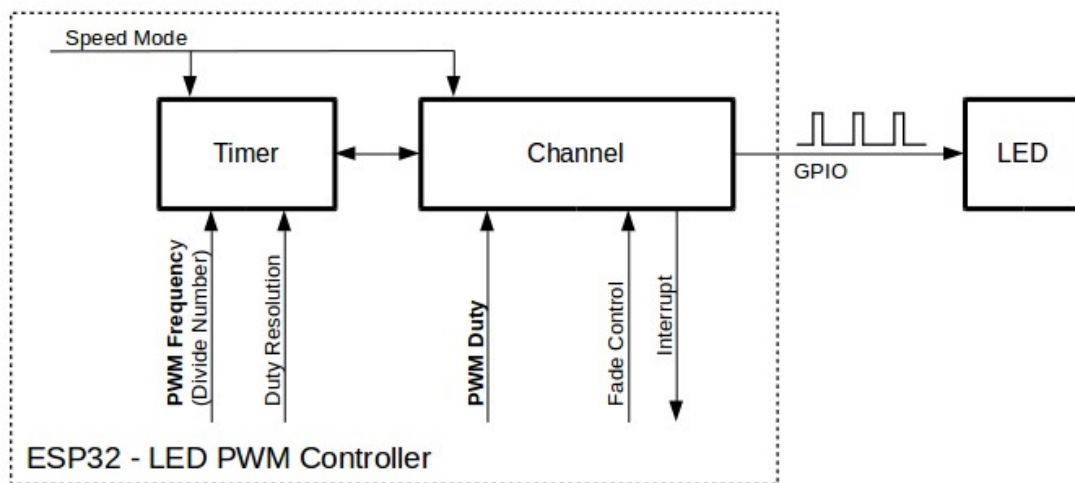 Speed Mode
Timer
Channel
GPIO
LED
PWM Frequency
(Divide Number)
Duty Resolution
PWM Duty
Fade Control
Interrupt
ESP32 - LED PWM Controller